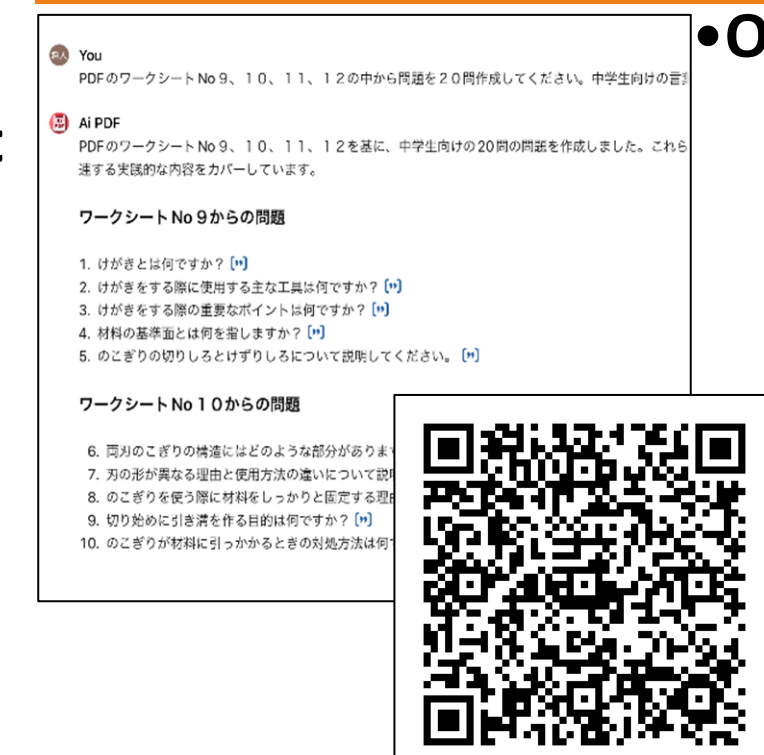 •O
You
PDFのワークシートNo 9、10、11、12の中から問題を20問作成してください。中学生向けの言
Ai PDF
PDFのワークシートNo 9、10、11、12を基に、中学生向けの20問の問題を作成しました。これら
速する実践的な内容をカバーしています。
ワークシートNo 9からの問題
1. けがきとは何ですか？
2. けがきをする際に使用する主な工具は何ですか？
3. けがきをする際の重要なポイントは何ですか？
4. 材料の基準面とは何を指しますか？
5. のこぎりの切りしろとけずりしろについて説明してください。
ワークシートNo 10からの問題
6. 両刃のこぎりの構造にはどのような部分がありま
7. 刃の形が異なる理由と使用方法の違いについて説
8. のこぎりを使う際に材料をしっかりと固定する理
9. 切り始めに引き溝を作る目的は何ですか？
10. のこぎりが材料に引っかかるときの対処方法は何